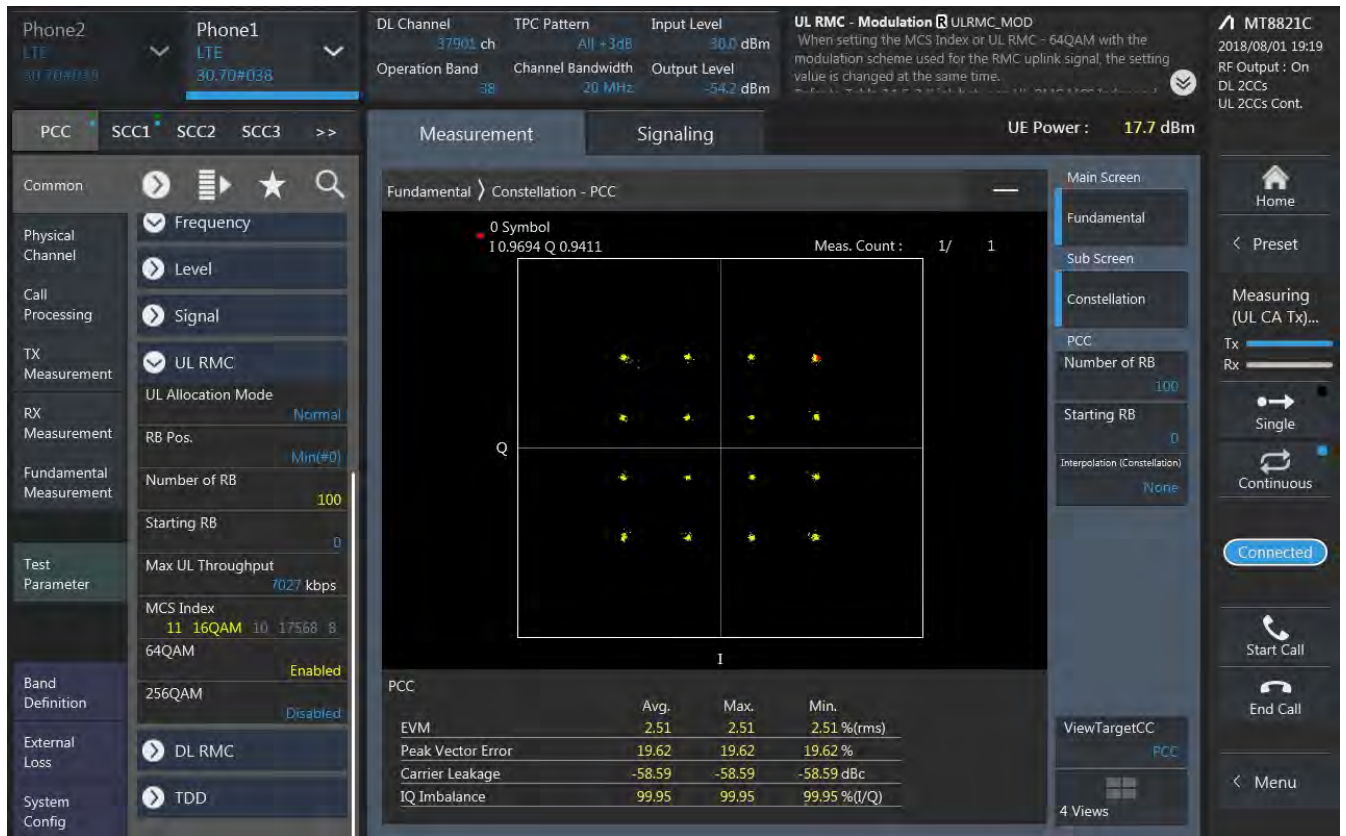 Phone2
LTE
30.70#038
Phone1
LTE
30.70#038
DL Channel
37901 ch
TPC Pattern
All +3dB
Input Level
30.0 dBm
Operation Band
38
Channel Bandwidth
20 MHz
Output Level
-54.2 dBm
UL RMC - Modulation R ULRMC_MOD
When setting the MCS Index or UL RMC - 64QAM with the
modulation scheme used for the RMC uplink signal, the setting
value is changed at the same time.
MT8821C
2018/08/01 19:19
RF Output : On
DL 2CCs
UL 2CCs Cont.
PCC SCC1 SCC2 SCC3 >>
Measurement
Signaling
UE Power : 17.7 dBm
Common
Physical
Channel
Call
Processing
TX
Measurement
RX
Measurement
Fundamental
Measurement
Test
Parameter
Band
Definition
External
Loss
System
Config
Frequency
Level
Signal
UL RMC
UL Allocation Mode
Normal
RB Pos.
Min(#0)
Number of RB
100
Starting RB
0
Max UL Throughput
7027 kbps
MCS Index
11 16QAM 10 17568 8
64QAM
Enabled
256QAM
Disabled
DL RMC
TDD
Fundamental ⟩ Constellation - PCC
0 Symbol
I 0.9694 Q 0.9411
Meas. Count : 1/ 1
Q
I
PCC
Avg. Max. Min.
EVM 2.51 2.51 2.51 %(rms)
Peak Vector Error 19.62 19.62 19.62 %
Carrier Leakage -58.59 -58.59 -58.59 dBc
IQ Imbalance 99.95 99.95 99.95 %(I/Q)
Main Screen
Fundamental
Sub Screen
Constellation
PCC
Number of RB
100
Starting RB
0
Interpolation (Constellation)
None
ViewTargetCC
PCC
4 Views
Home
< Preset
Measuring
(UL CA Tx)...
Tx
Rx
Single
Continuous
Connected
Start Call
End Call
< Menu